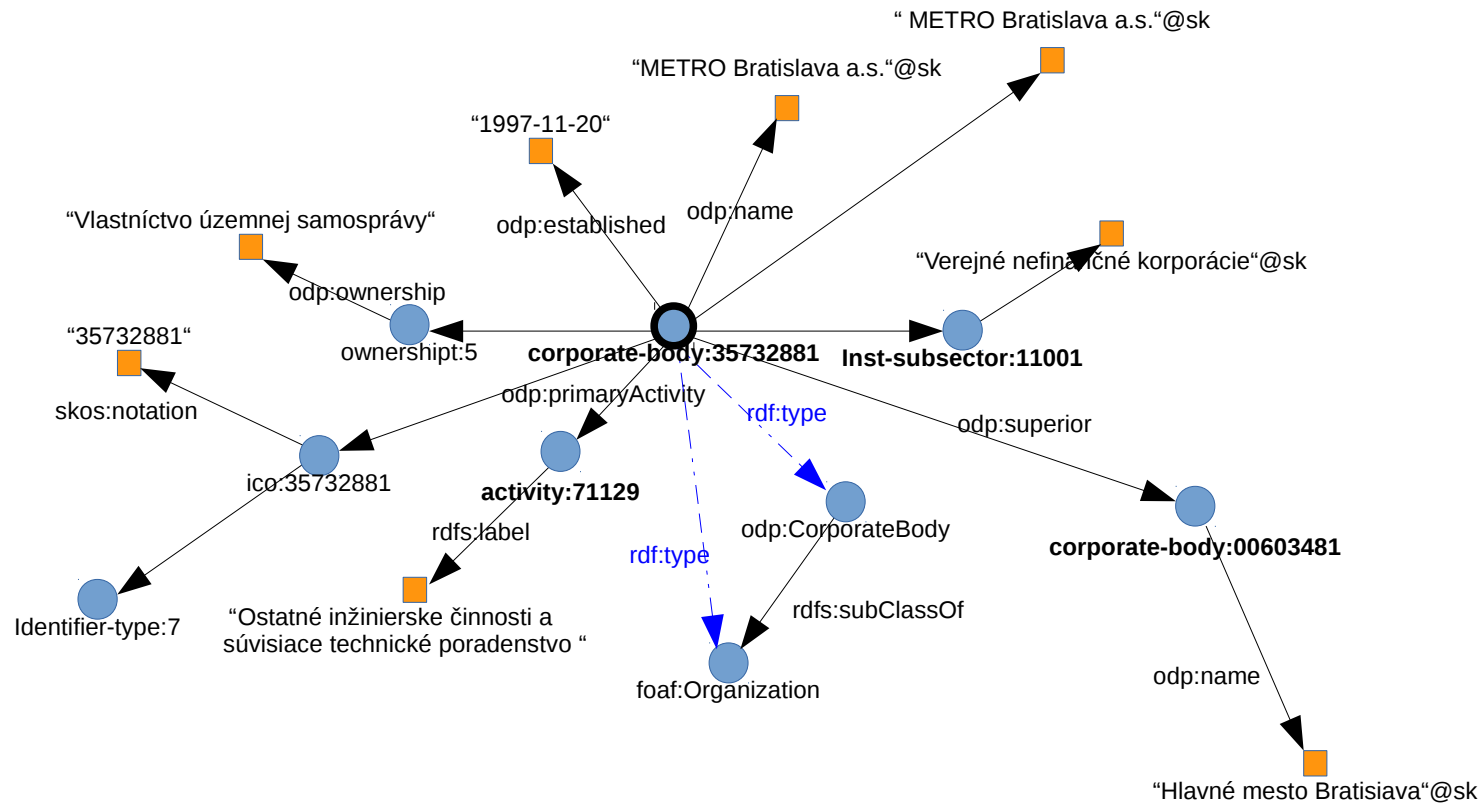 “ METRO Bratislava a.s.“@sk
“METRO Bratislava a.s.“@sk
“1997-11-20“
odp:established
odp:name
“Vlastníctvo územnej samosprávy“
odp:ownership
“Verejné nefinančné korporácie“@sk
“35732881“
ownershipt:5
corporate-body:35732881
Inst-subsector:11001
skos:notation
odp:primaryActivity
rdf:type
odp:superior
ico:35732881
activity:71129
rdfs:label
rdf:type
odp:CorporateBody
corporate-body:00603481
Identifier-type:7
“Ostatné inžinierske činnosti a
súvisiace technické poradenstvo “
rdfs:subClassOf
foaf:Organization
odp:name
“Hlavné mesto Bratisiava“@sk